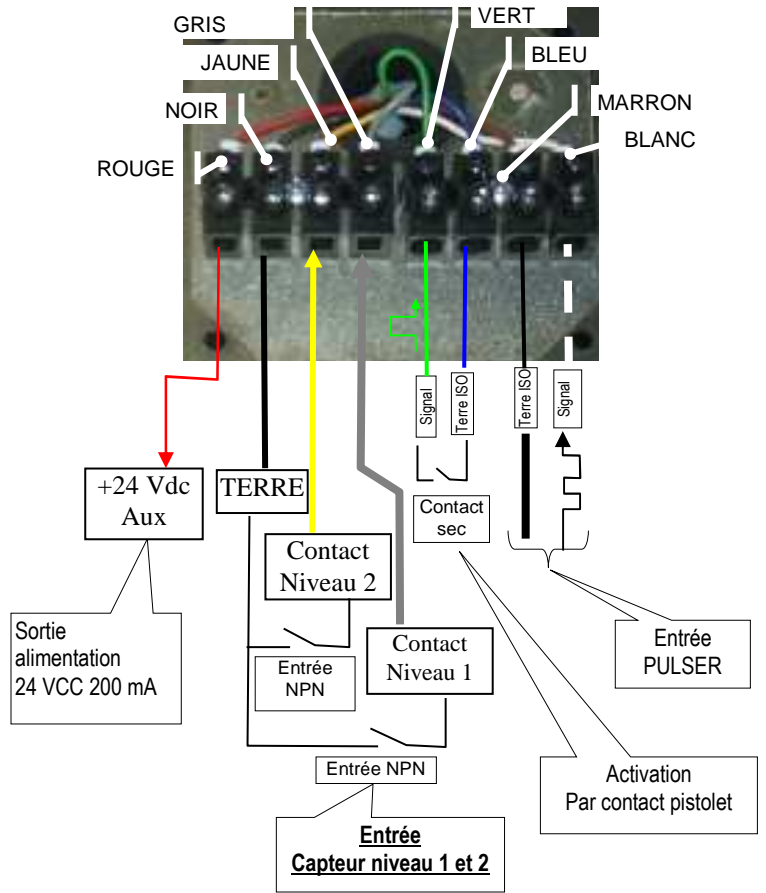 GRIS
VERT
JAUNE
BLEU
NOIR
MARRON
ROUGE
BLANC
Signal
Terre ISO
Terre ISO
Signal
+24 Vdc
Aux
TERRE
Contact
sec
Contact
Niveau 2
Sortie
alimentation
24 VCC 200 mA
Entrée
NPN
Contact
Niveau 1
Entrée
PULSER
Entrée NPN
Activation
Par contact pistolet
Entrée
Capteur niveau 1 et 2